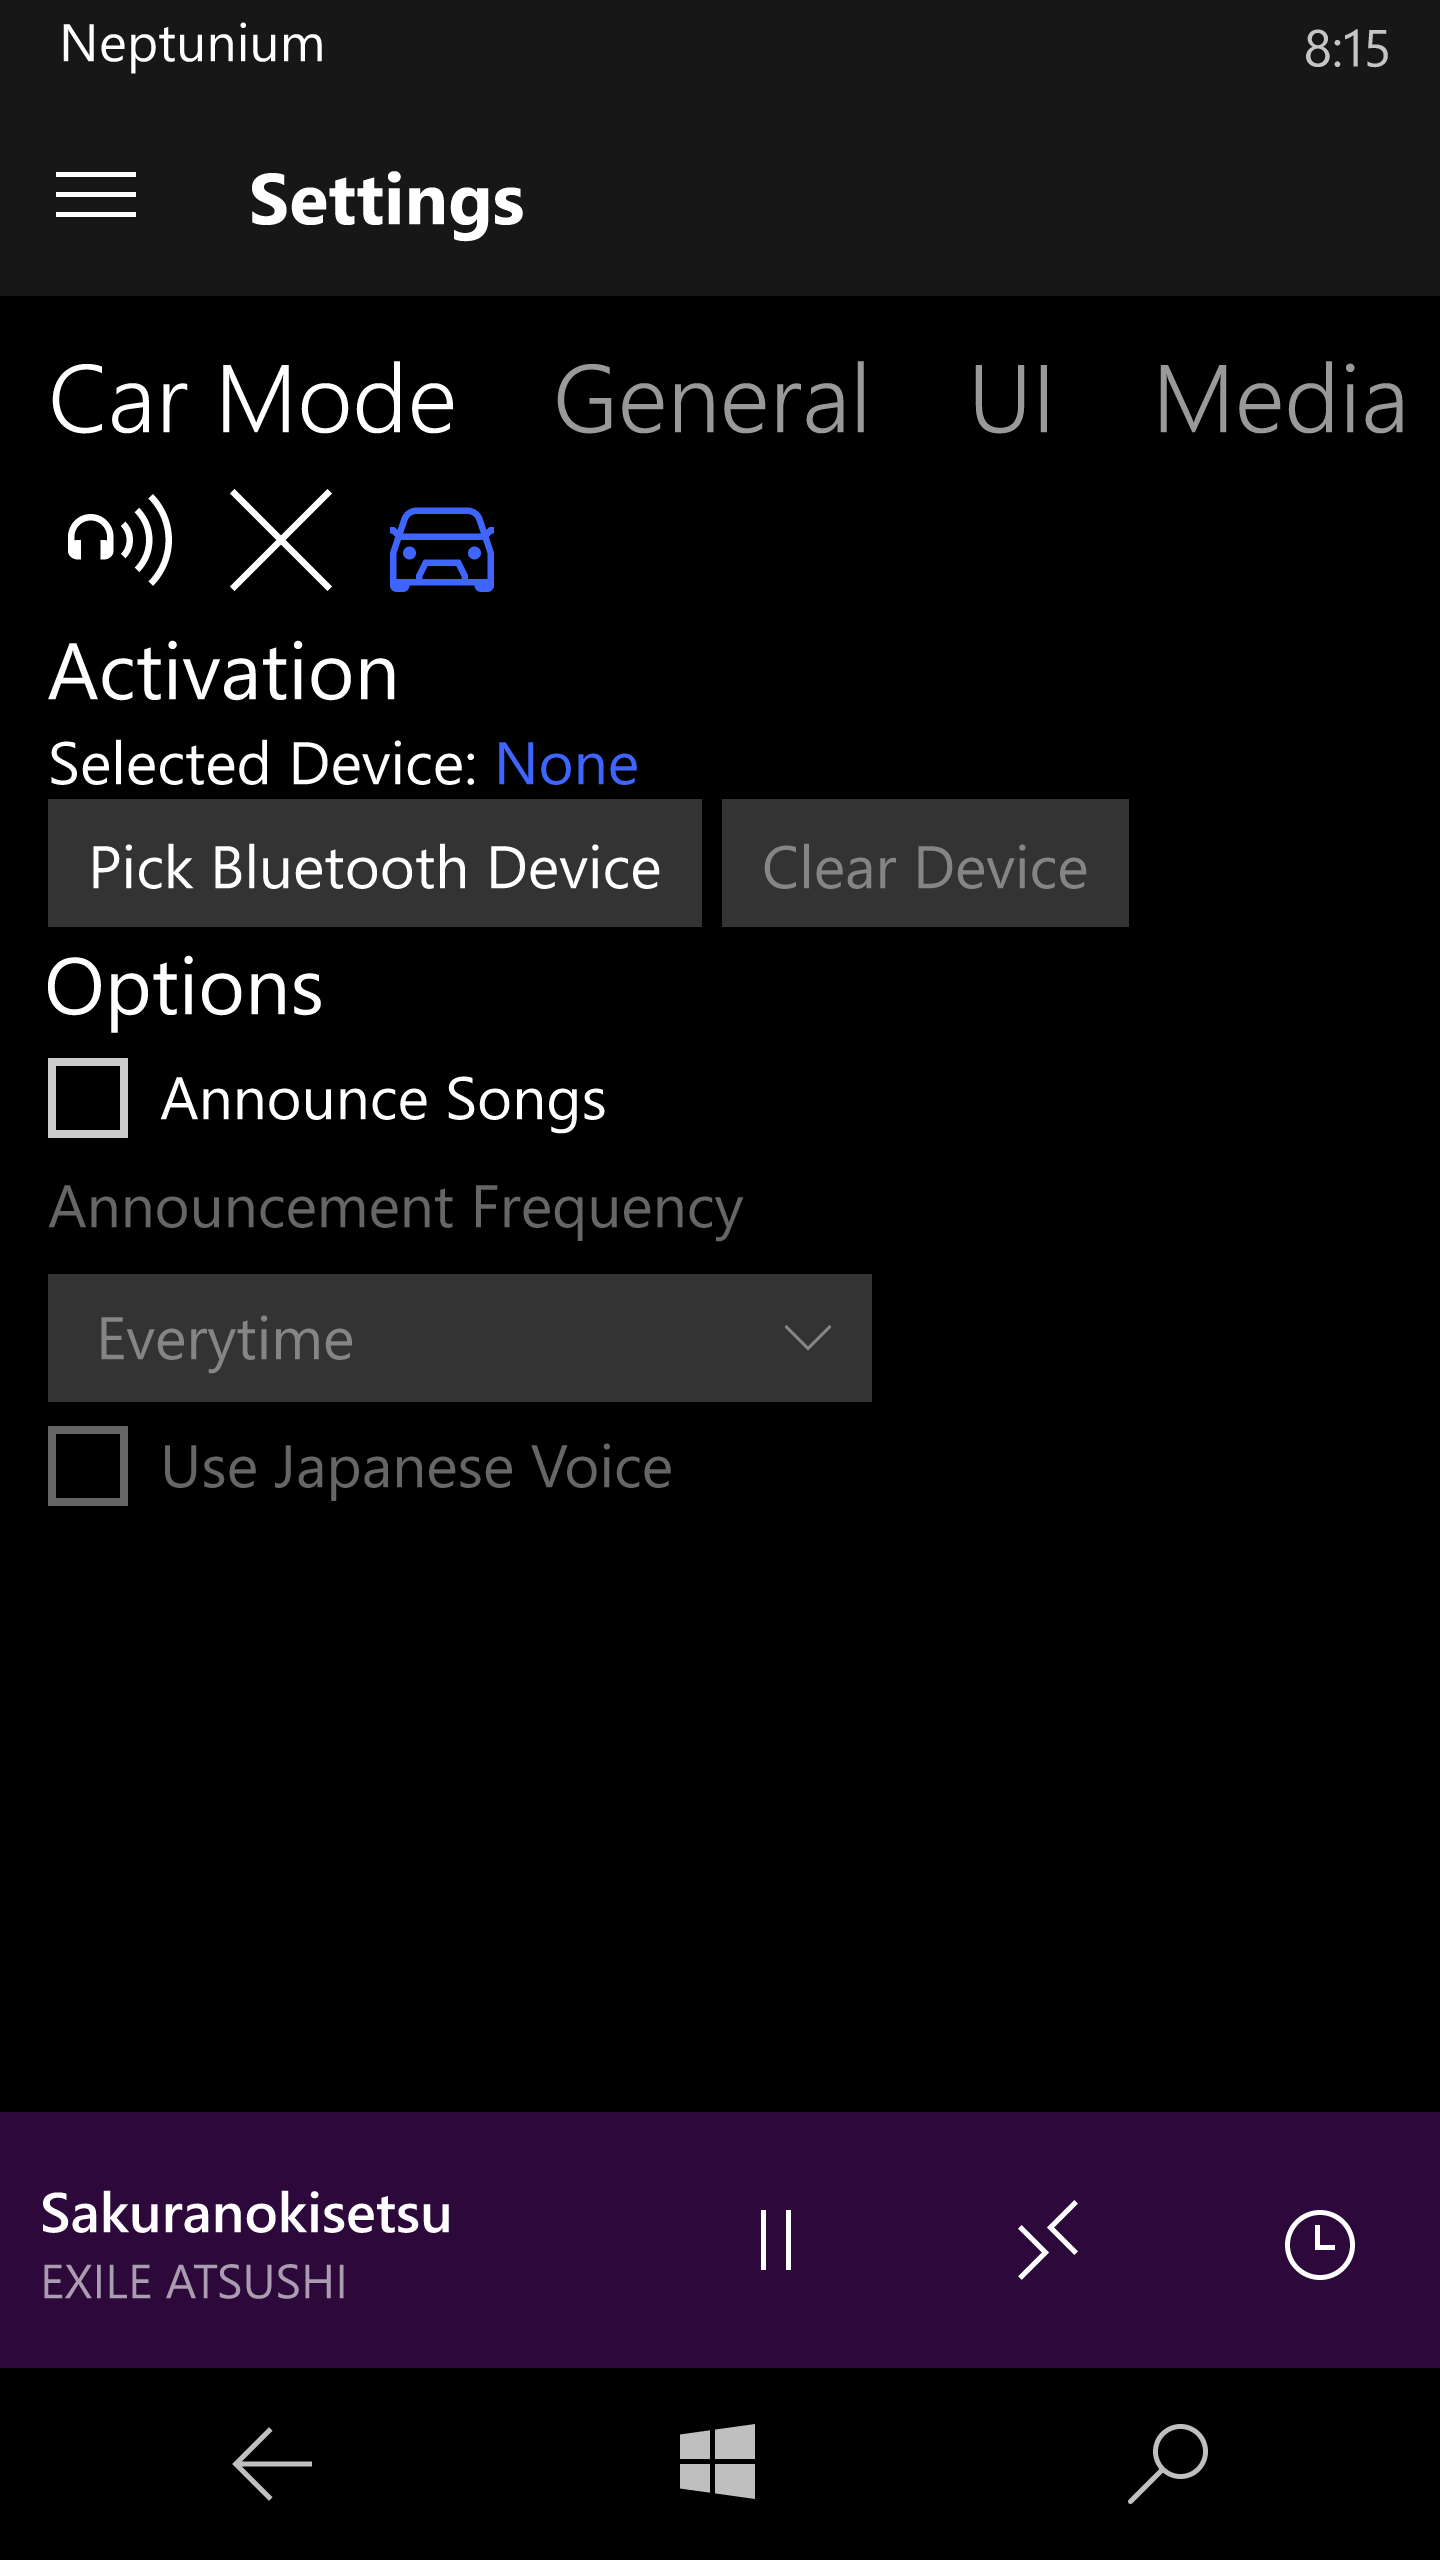 Neptunium 8:15
Settings
Car Mode General UI Media
Activation
Selected Device: None
Pick Bluetooth Device Clear Device
Options
Announce Songs
Announcement Frequency
Everytime
Use Japanese Voice
Sakuranokisetsu
EXILE ATSUSHI